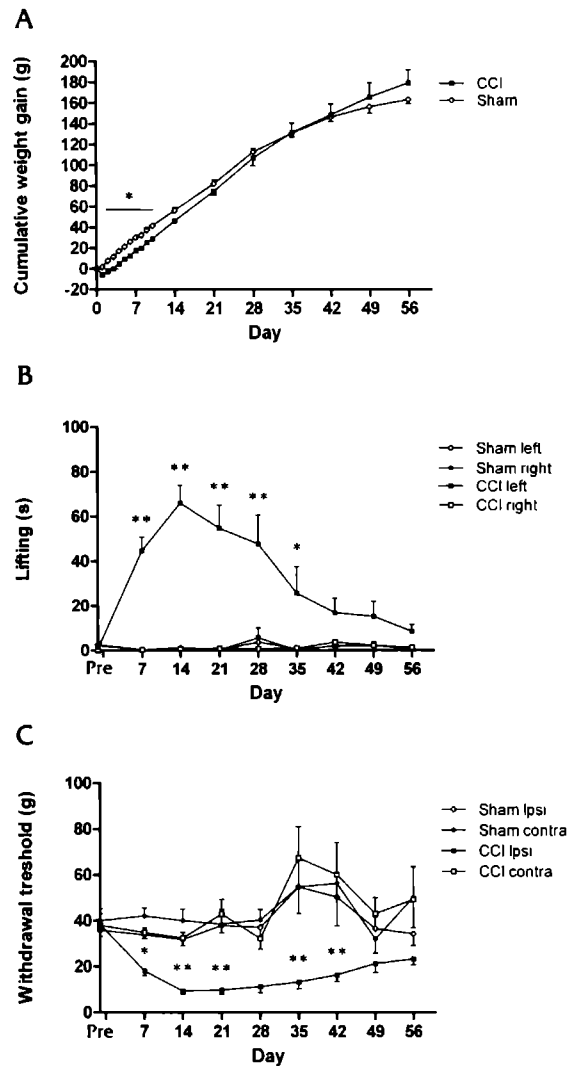 A
Cumulative weight gain (g)
200
180
160
140
120
100
80
60
40
20
0
-20
*
CCI
Sham
0 7 14 21 28 35 42 49 56
Day
B
Lifting (s)
100
80
60
40
20
0
** ** ** ** *
Sham left
Sham right
CCI left
CCI right
Pre 7 14 21 28 35 42 49 56
Day
C
Withdrawal treshold (g)
100
80
60
40
20
0
* ** ** ** **
Sham Ipsi
Sham contra
CCI Ipsi
CCI contra
Pre 7 14 21 28 35 42 49 56
Day